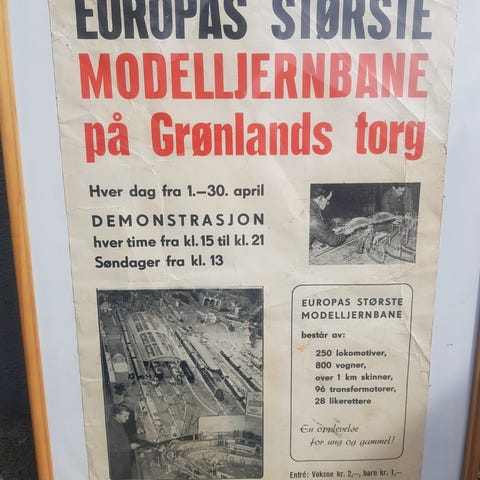 EUROPAS STØRSTE
MODELLJERNBANE
på Grønlands torg
Hver dag fra 1.—30. april
DEMONSTRASJON
hver time fra kl. 15 til kl. 21
Søndager fra kl. 13
EUROPAS STØRSTE
MODELLJERNBANE
består av:
250 lokomotiver,
800 vogner,
over 1 km skinner,
96 transformatorer,
28 likerettere
En opplevelse
for ung og gammel!
Entré: Voksne kr. 2,—, barn kr. 1,—